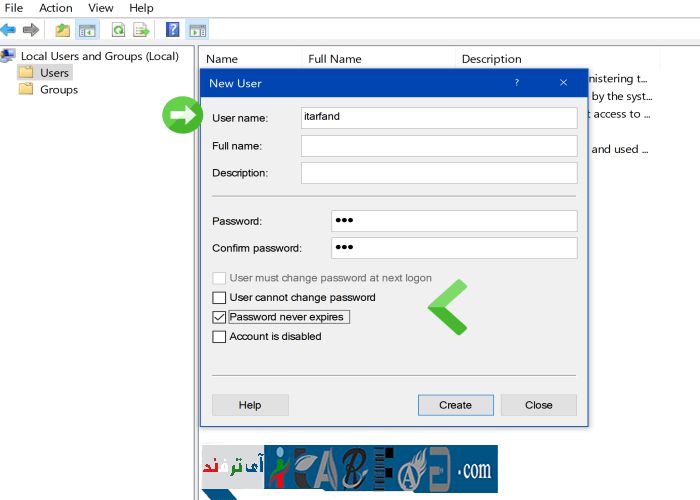 File Action View Help
Local Users and Groups (Local)
Users
Groups
Name Full Name Description
nistering t...
by the syst...
t access to ...
and used ...
New User ? ×
User name: itarfand
Full name:
Description:
Password: •••
Confirm password: •••
User must change password at next logon
User cannot change password
Password never expires
Account is disabled
Help Create Close
آی ترفند ITARFAND.com